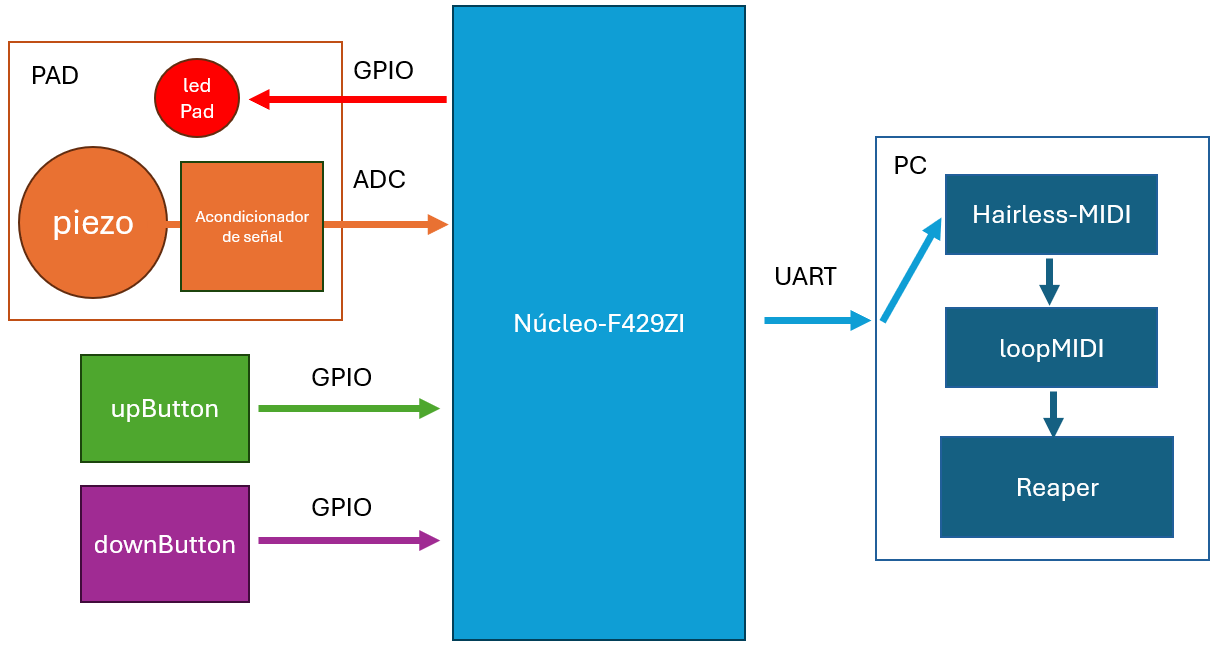 PAD
led
Pad
GPIO
piezo
Acondicionador
de señal
ADC
upButton
GPIO
downButton
GPIO
Núcleo-F429ZI
UART
PC
Hairless-MIDI
loopMIDI
Reaper